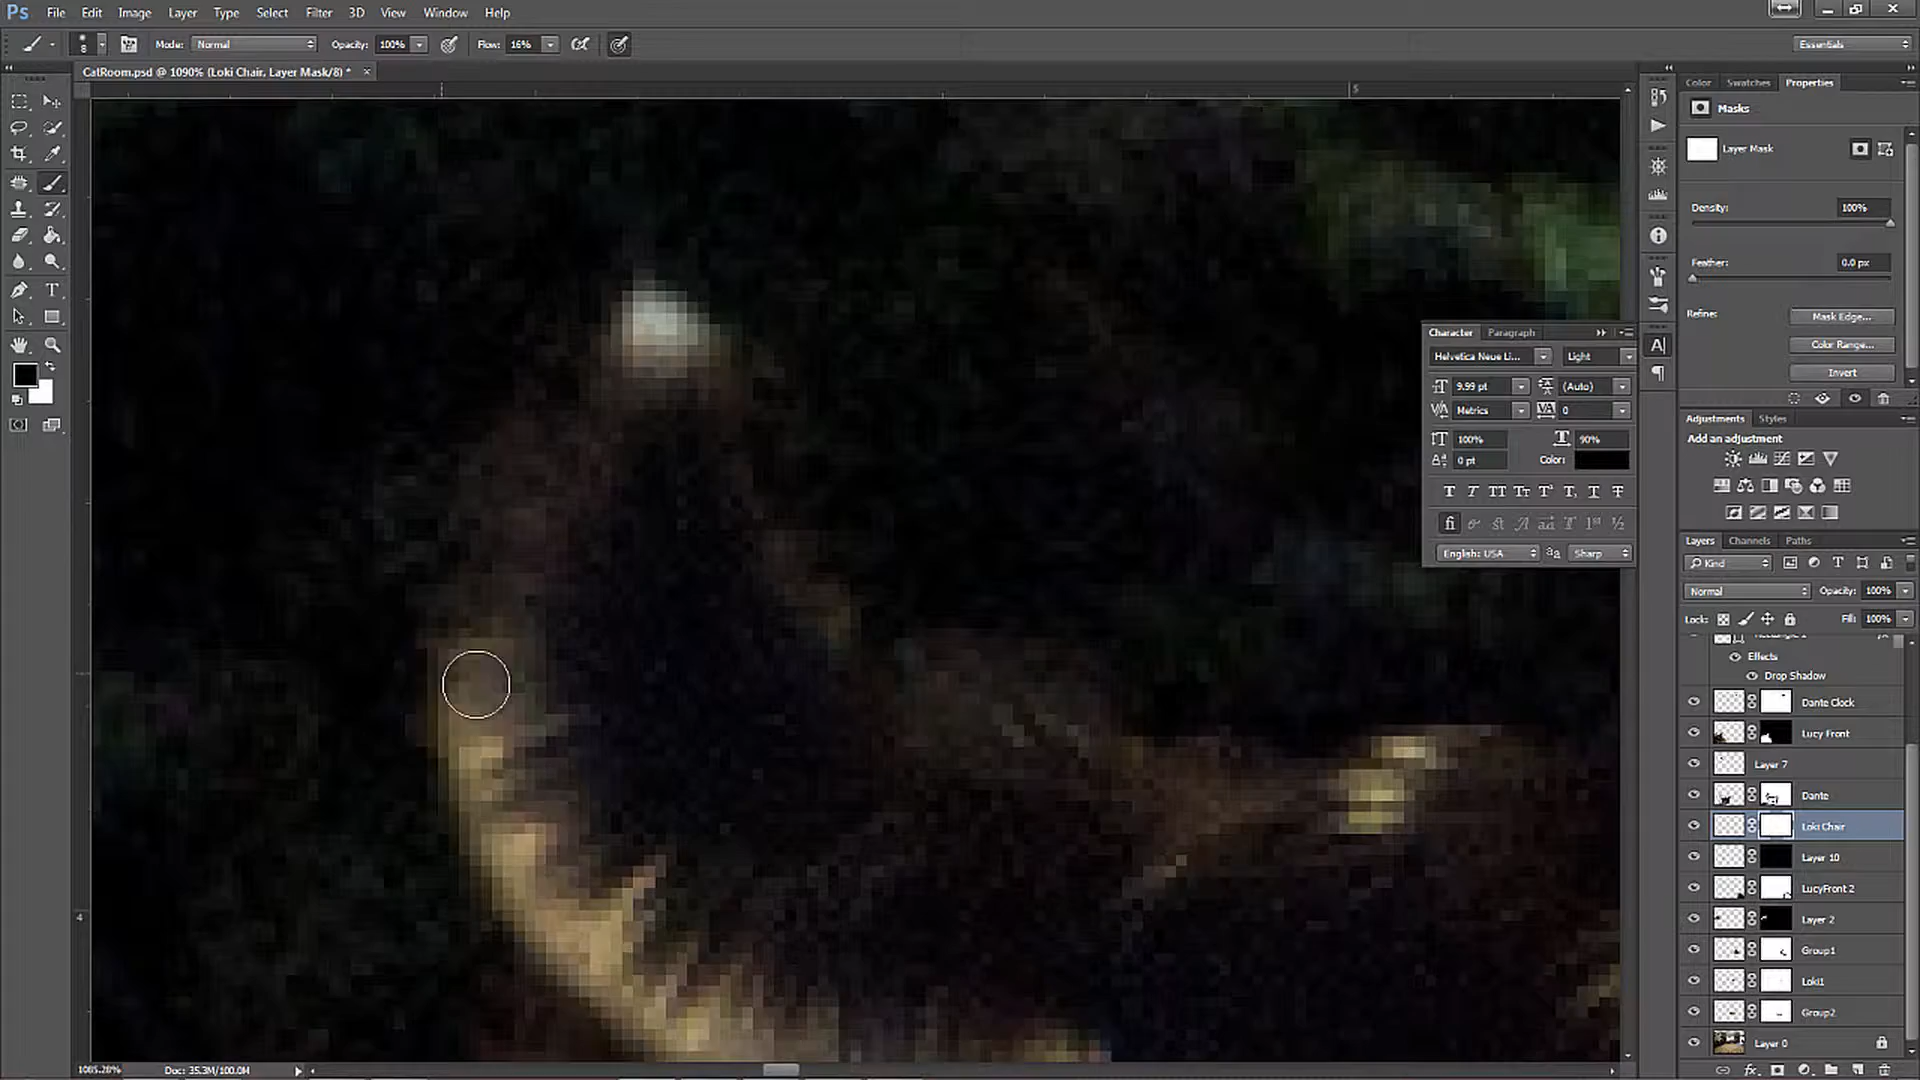 Ps File Edit Image Layer Type Select Filter 3D View Window Help
8 Mode: Normal Opacity: 100% Flow: 16% Essentials
CatRoom.psd @ 1090% (Loki Chair, Layer Mask/8) * ×
5
4
Color Swatches Properties
Masks
Layer Mask
Density: 100%
Feather: 0.0 px
Refine: Mask Edge...
Color Range...
Invert
Character Paragraph
Helvetica Neue Li... Light
9.99 pt (Auto)
Metrics 0
100% 90%
0 pt Color:
English: USA Sharp
Adjustments Styles
Add an adjustment
Layers Channels Paths
Kind
Normal Opacity: 100%
Lock: Fill: 100%
Effects
Drop Shadow
Dante Clock
Lucy Front
Layer 7
Dante
Loki Chair
Layer 10
LucyFront 2
Layer 2
Group1
Loki1
Group2
Layer 0
1085.28% Doc: 35.3M/100.0M